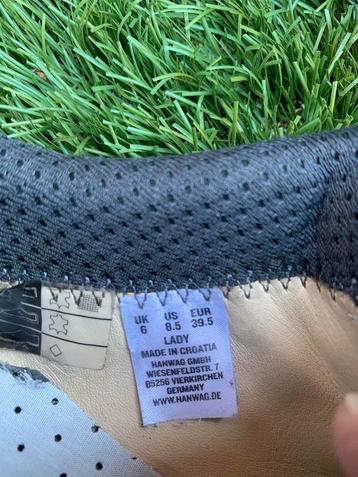 UK US EUR
6 8.5 39.5
LADY
MADE IN CROATIA
HANWAG GMBH
WIESENFELDSTR. 7
85256 VIERKIRCHEN
GERMANY
WWW.HANWAG.DE